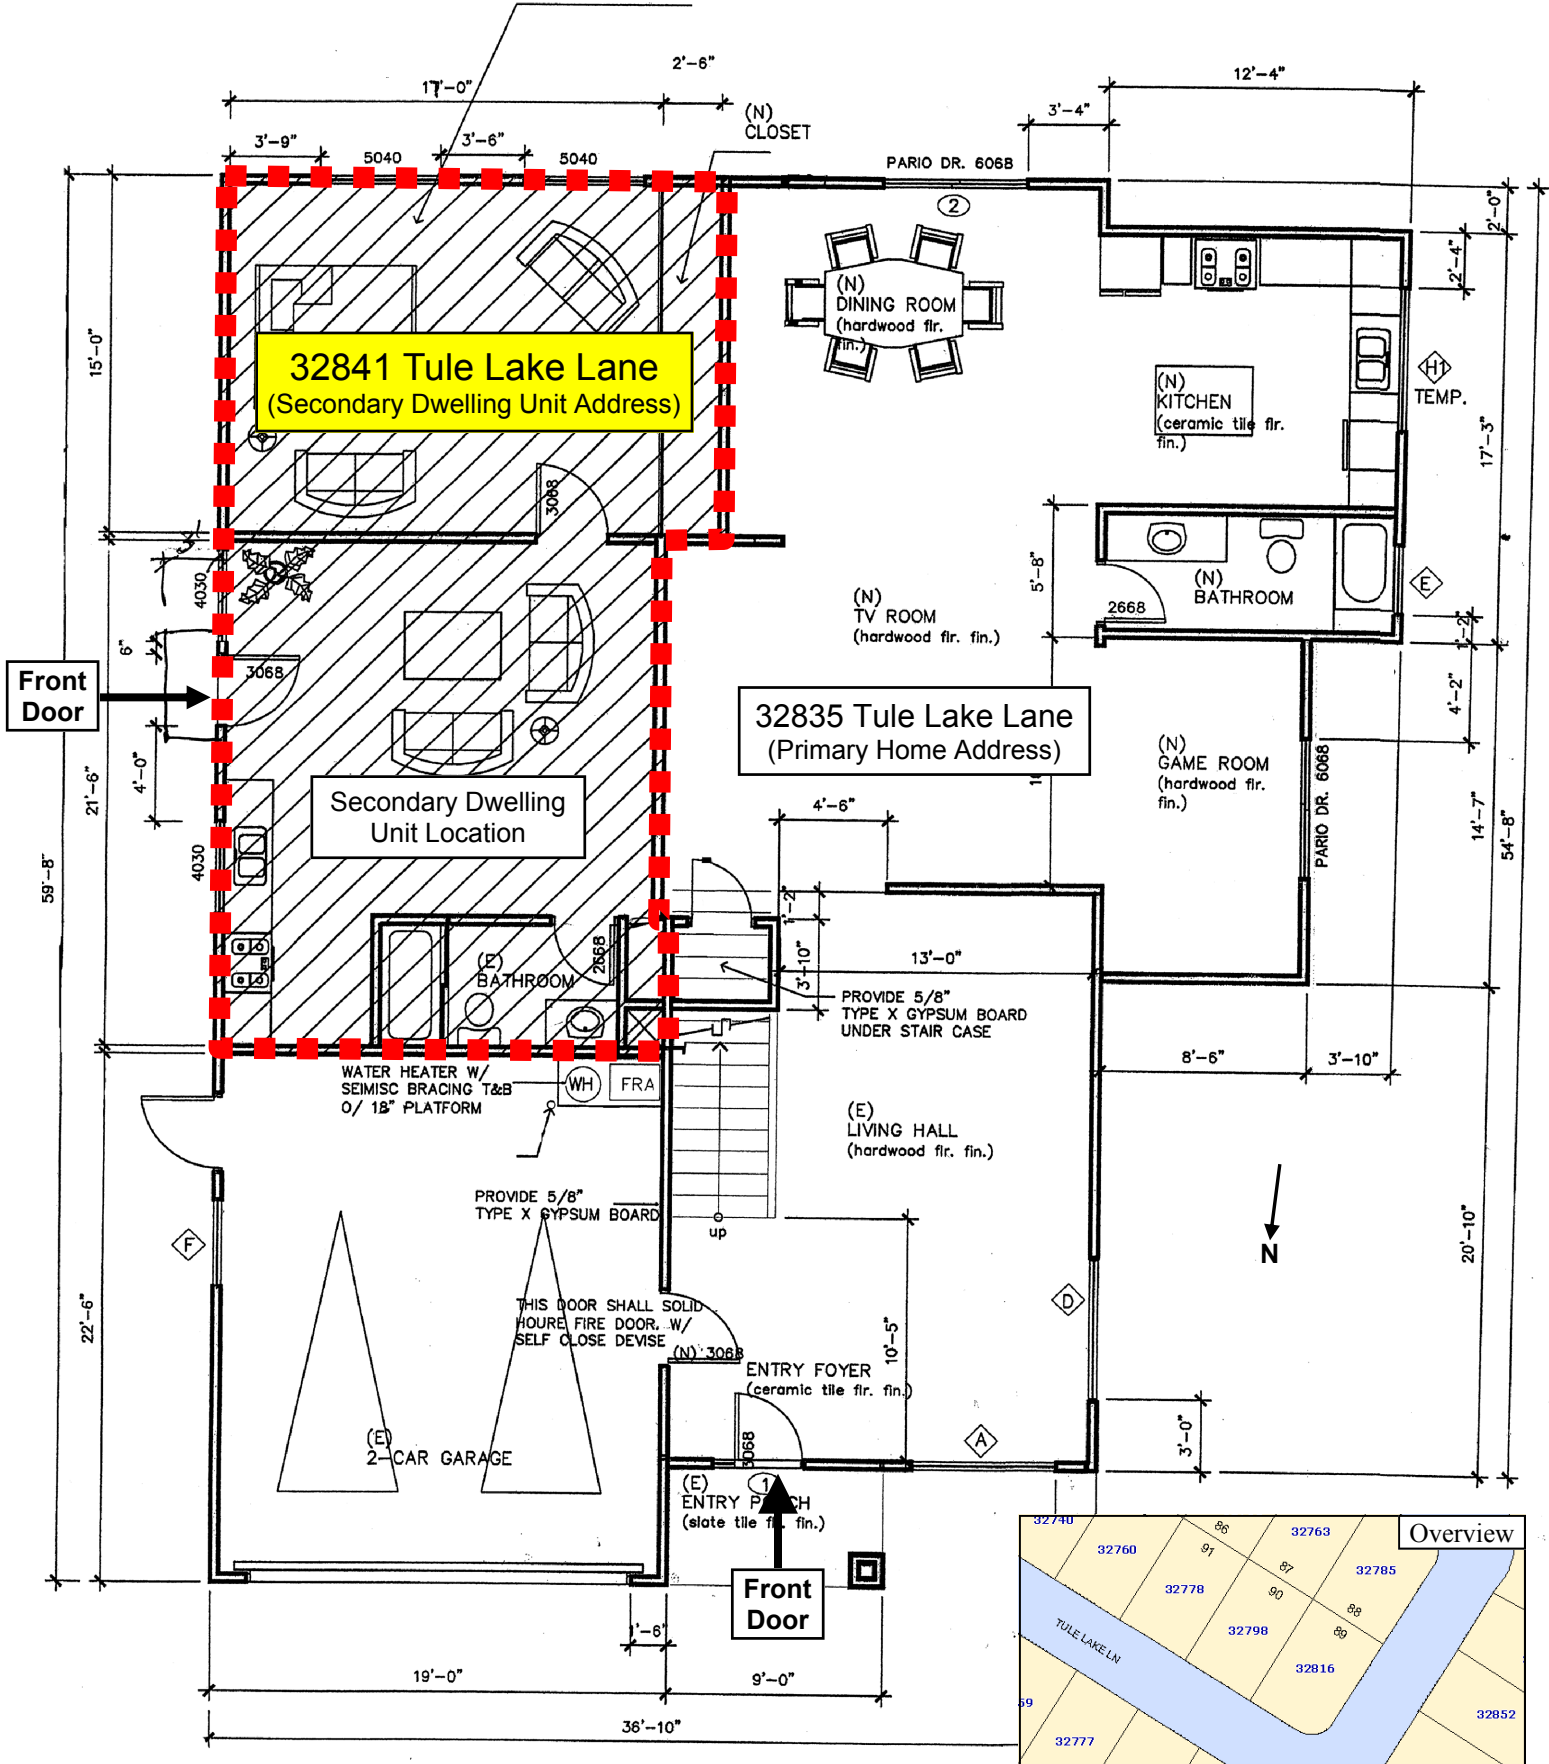 2'-6"
17'-0"
12'-4"
3'-4"
(N)
CLOSET
3'-9"
5040
3'-6"
5040
PARIO DR. 6068
2
2'-0"
2'-4"
(N)
DINING ROOM
(hardwood flr.
fin.)
15'-0"
32841 Tule Lake Lane
(Secondary Dwelling Unit Address)
(N)
KITCHEN
(ceramic tile flr.
fin.)
H1
TEMP.
17'-3"
3068
5'-8"
4030
(N)
BATHROOM
2668
E
1'-2"
(N)
TV ROOM
(hardwood flr. fin.)
6"
3068
Front
Door
4'-2"
32835 Tule Lake Lane
(Primary Home Address)
(N)
GAME ROOM
(hardwood flr.
fin.)
PARIO DR. 6068
4'-0"
21'-6"
Secondary Dwelling
Unit Location
4'-6"
14'-7"
54'-8"
59'-8"
4030
1'-2"
3'-10"
13'-0"
2668
(E)
BATHROOM
PROVIDE 5/8"
TYPE X GYPSUM BOARD
UNDER STAIR CASE
8'-6"
3'-10"
WATER HEATER W/
SEIMISC BRACING T&B
O/ 18" PLATFORM
WH
FRA
(E)
LIVING HALL
(hardwood flr. fin.)
PROVIDE 5/8"
TYPE X GYPSUM BOARD
up
N
20'-10"
F
D
22'-6"
THIS DOOR SHALL SOLID
HOURE FIRE DOOR. W/
SELF CLOSE DEVISE
(N) 3068
10'-5"
ENTRY FOYER
(ceramic tile flr. fin.)
3068
A
3'-0"
(E)
2-CAR GARAGE
(E)
1
ENTRY PORCH
(slate tile flr. fin.)
Front
Door
1'-6"
19'-0"
9'-0"
36'-10"
Overview
32740
86
32763
32760
91
87
32785
32778
90
88
32798
89
TULE LAKE LN
32816
59
32777
32852